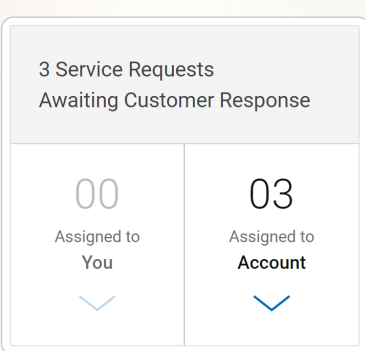 3 Service Requests
Awaiting Customer Response
00
Assigned to
You
03
Assigned to
Account